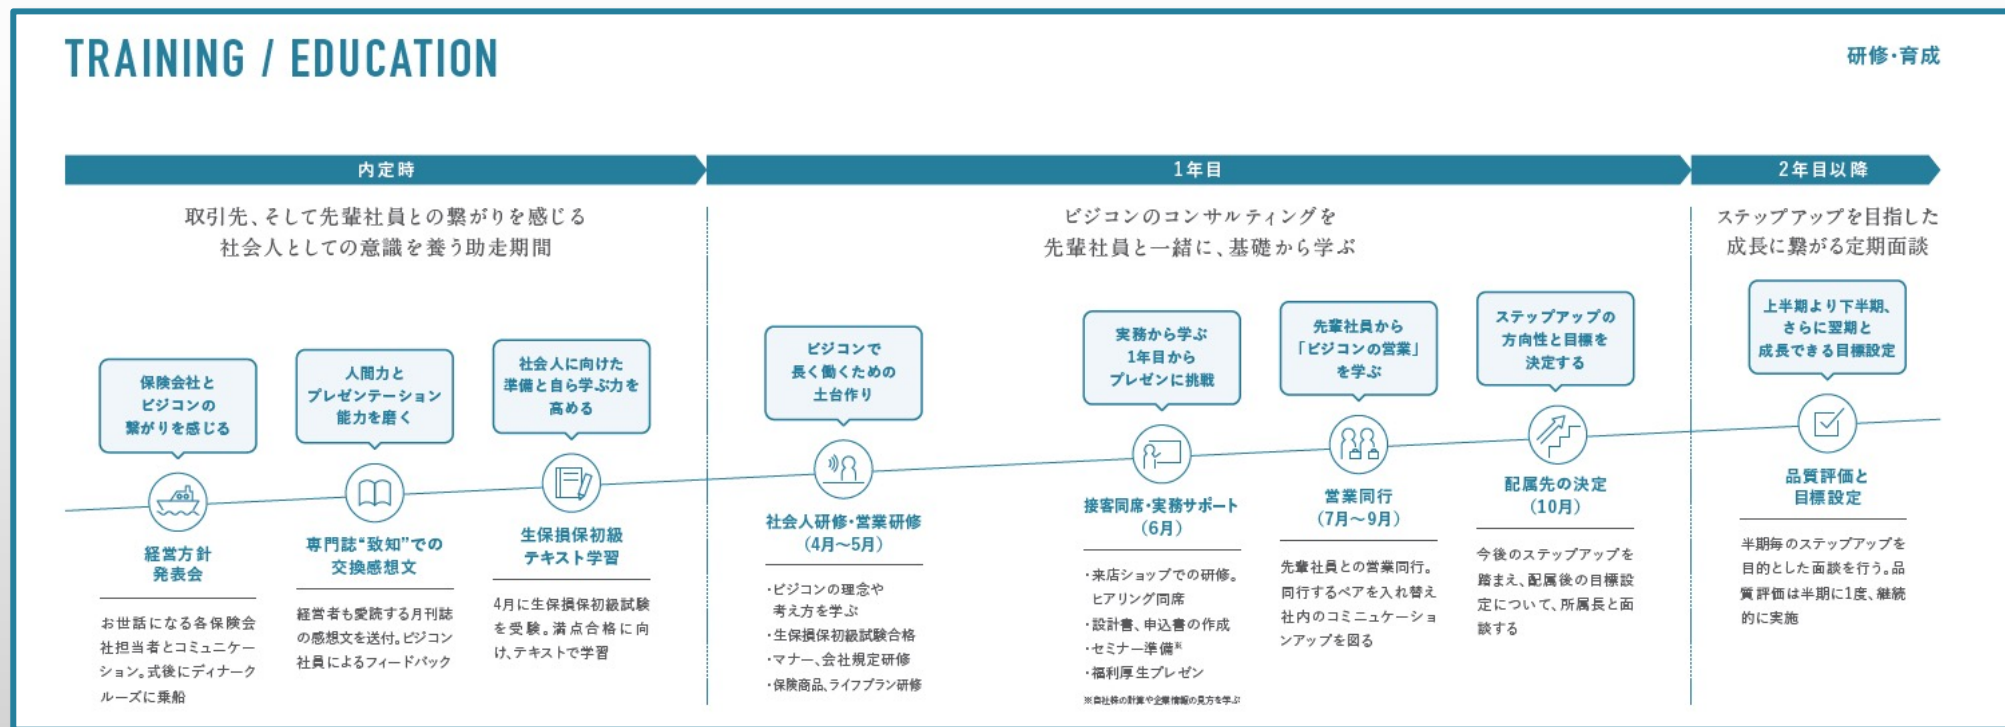 TRAINING / EDUCATION
研修・育成
内定時
1年目
2年目以降
取引先、そして先輩社員との繋がりを感じる
社会人としての意識を養う助走期間
ビジコンのコンサルティングを
先輩社員と一緒に、基礎から学ぶ
ステップアップを目指した
成長に繋がる定期面談
保険会社と
ビジコンの
繋がりを感じる
経営方針
発表会
お世話になる各保険会
社担当者とコミュニケー
ション。式後にディナーク
ルーズに乗船
人間力と
プレゼンテーション
能力を磨く
専門誌“致知”での
交換感想文
経営者も愛読する月刊誌
の感想文を送付。ビジコン
社員によるフィードバック
社会人に向けた
準備と自ら学ぶ力を
高める
生保損保初級
テキスト学習
4月に生保損保初級試験
を受験。満点合格に向
け、テキストで学習
ビジコンで
長く働くための
土台作り
社会人研修・営業研修
(4月〜5月)
・ビジコンの理念や
考え方を学ぶ
・生保損保初級試験合格
・マナー、会社規定研修
・保険商品、ライフプラン研修
実務から学ぶ
1年目から
プレゼンに挑戦
接客同席・実務サポート
(6月)
・来店ショップでの研修。
ヒアリング同席
・設計書、申込書の作成
・セミナー準備※
・福利厚生プレゼン
※自社株の計算や企業情報の見方を学ぶ
先輩社員から
「ビジコンの営業」
を学ぶ
営業同行
(7月〜9月)
先輩社員との営業同行。
同行するペアを入れ替え
社内のコミニュケーショ
ンアップを図る
ステップアップの
方向性と目標を
決定する
配属先の決定
(10月)
今後のステップアップを
踏まえ、配属後の目標設
定について、所属長と面
談する
上半期より下半期、
さらに翌期と
成長できる目標設定
品質評価と
目標設定
半期毎のステップアップを
目的とした面談を行う。品
質評価は半期に1度、継続
的に実施